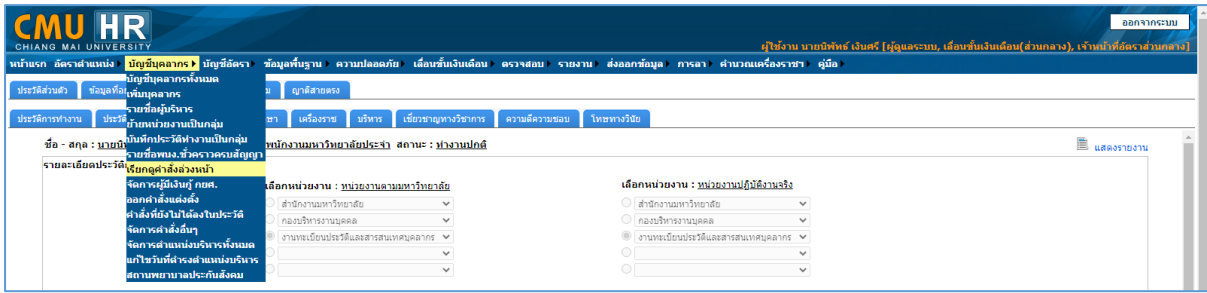 CMU HR
CHIANG MAI UNIVERSITY
ออกจากระบบ
ผู้ใช้งาน นายนิพัทธ์ เงินศรี [ผู้ดูแลระบบ, เลื่อนขั้นเงินเดือน(ส่วนกลาง), เจ้าหน้าที่อัตราส่วนกลาง]
หน้าแรก อัตราตำแหน่ง บัญชีบุคลากร บัญชีอัตรา ข้อมูลพื้นฐาน ความปลอดภัย เลื่อนขั้นเงินเดือน ตรวจสอบ รายงาน ส่งออกข้อมูล การลา คำนวณเครื่องราชฯ คู่มือ
บัญชีบุคลากรทั้งหมด
ประวัติส่วนตัว ญาติสายตรง
เพิ่มบุคลากร
รายชื่อผู้บริหาร
ประวัติการทำงาน เครื่องราช บริหาร เชี่ยวชาญทางวิชาการ ความดีความชอบ โทษทางวินัย
ย้ายหน่วยงานเป็นกลุ่ม
บันทึกประวัติทำงานเป็นกลุ่ม
ชื่อ - สกุล : พนักงานมหาวิทยาลัยประจำ สถานะ : ทำงานปกติ
แสดงรายงาน
รายชื่อพนง.ชั่วคราวครบสัญญา
เรียกดูคำสั่งล่วงหน้า
จัดการผู้มีเงินกู้ กยศ.
เลือกหน่วยงาน : หน่วยงานตามมหาวิทยาลัย เลือกหน่วยงาน : หน่วยงานปฏิบัติงานจริง
ออกคำสั่งแต่งตั้ง
สำนักงานมหาวิทยาลัย สำนักงานมหาวิทยาลัย
คำสั่งที่ยังไม่ได้ลงในประวัติ
กองบริหารงานบุคคล กองบริหารงานบุคคล
จัดการคำสั่งอื่นๆ
งานทะเบียนประวัติและสารสนเทศบุคลากร งานทะเบียนประวัติและสารสนเทศบุคลากร
จัดการตำแหน่งบริหารทั้งหมด
แก้ไขวันที่ดำรงตำแหน่งบริหาร
สถานพยาบาลประกันสังคม